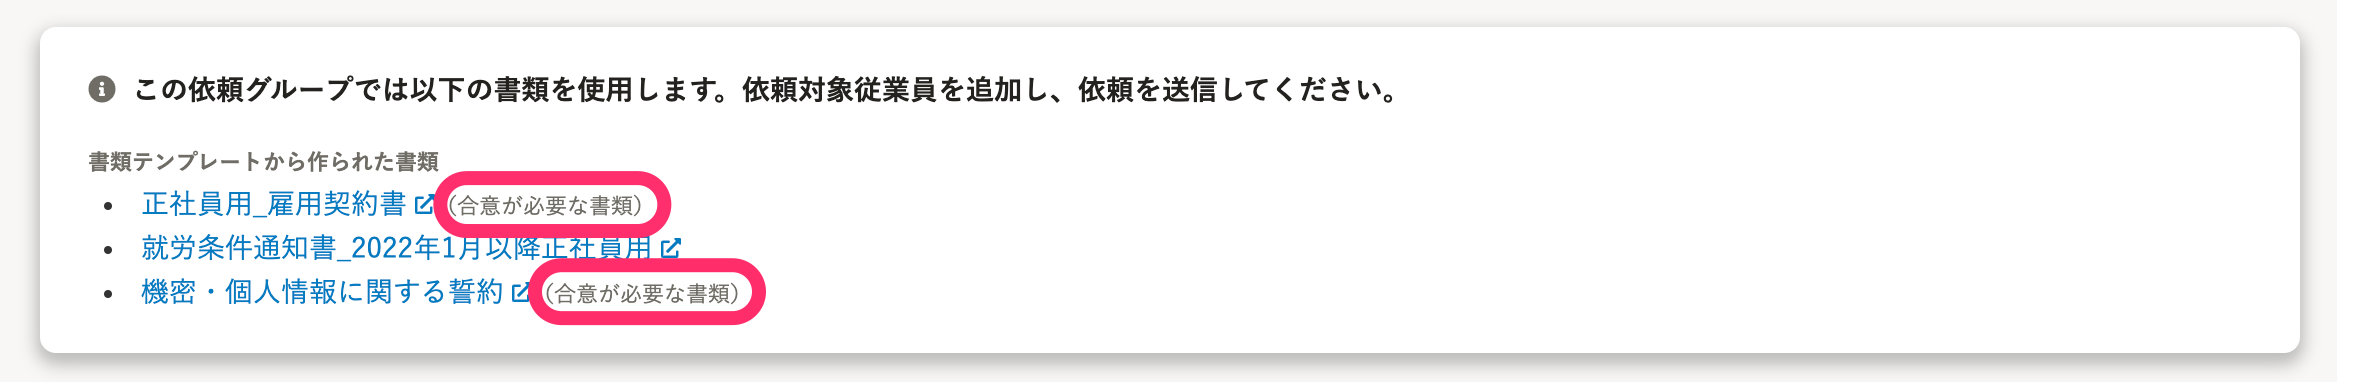 この依頼グループでは以下の書類を使用します。依頼対象従業員を追加し、依頼を送信してください。
書類テンプレートから作られた書類
正社員用_雇用契約書 (合意が必要な書類)
就労条件通知書_2022年1月以降正社員用
機密・個人情報に関する誓約 (合意が必要な書類)